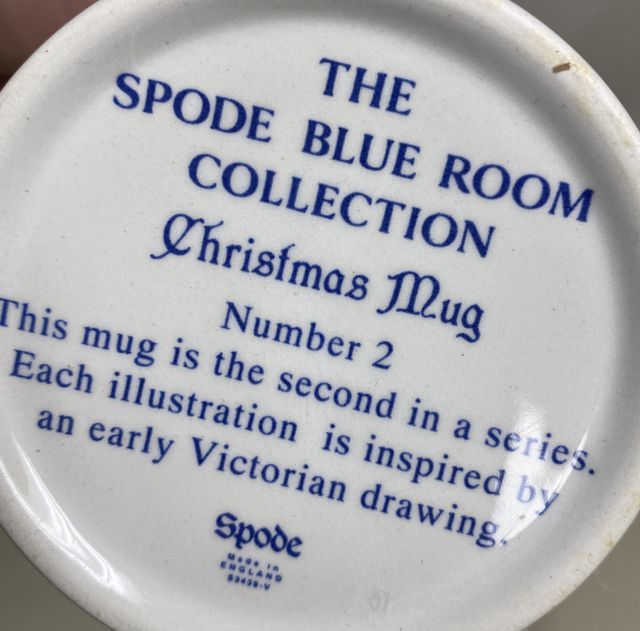 THE
SPODE BLUE ROOM
COLLECTION
Christmas Mug
Number 2
This mug is the second in a series.
Each illustration is inspired by
an early Victorian drawing.
Spode
Made in
ENGLAND